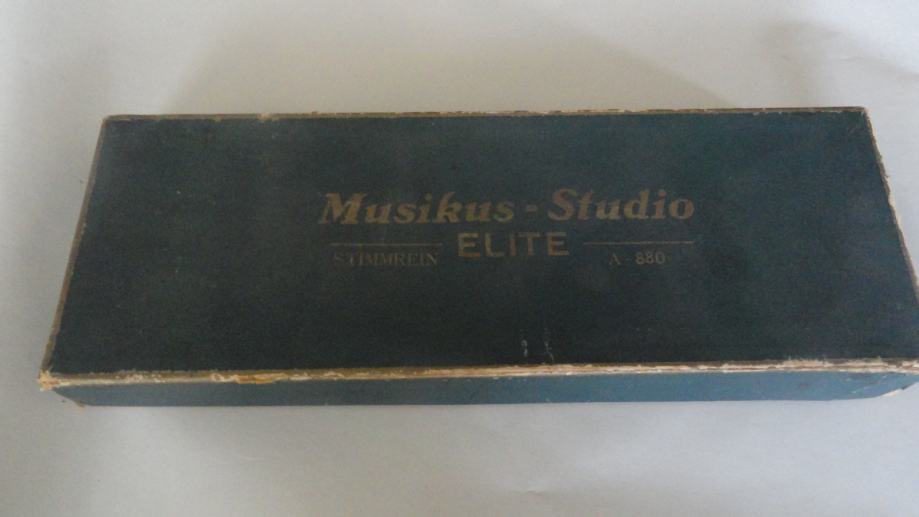 Musikus - Studio
ELITE
STIMMREIN A 880